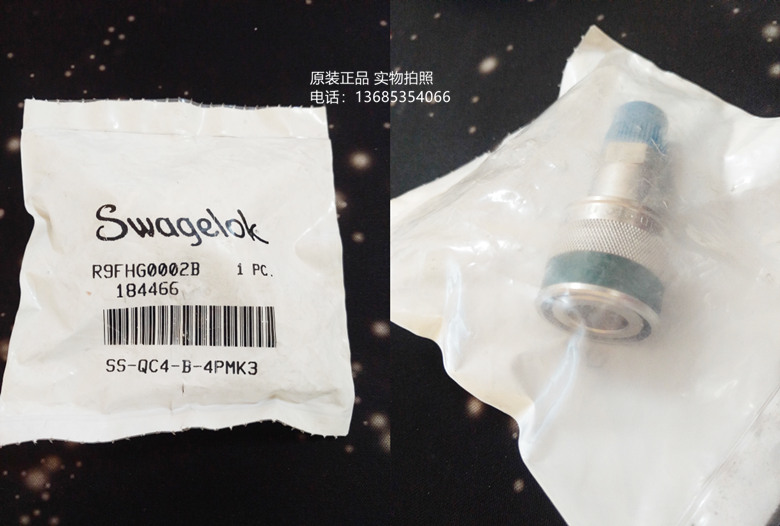 原装正品 实物拍照
电话：13685354066
Swagelok
R9FHG0002B 1 PC.
184466
SS-QC4-B-4PMK3